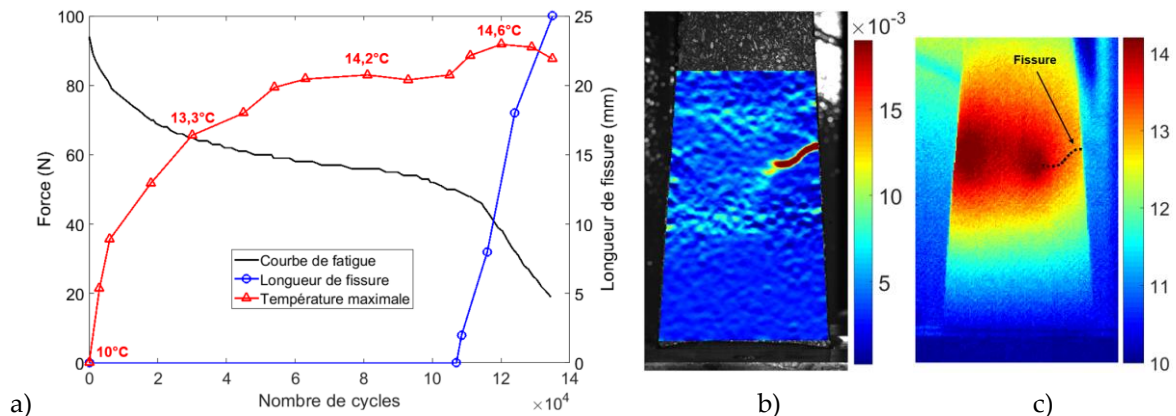 100
80
60
40
20
0
Force (N)
25
20
15
10
5
0
Longueur de fissure (mm)
0
2
4
6
8
10
12
14
×10⁴
Nombre de cycles
10°C
13,3°C
14,2°C
14,6°C
Courbe de fatigue
Longueur de fissure
Température maximale
a)
×10⁻³
15
10
5
0
b)
Fissure
14
13
12
11
10
c)